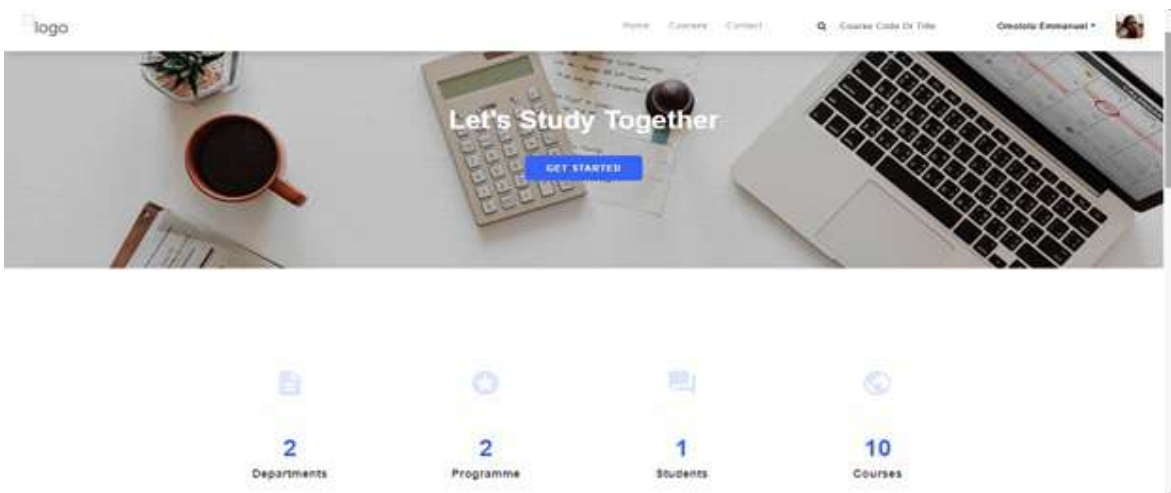 logo
Home Courses Contact
Course Code Or Title
Omotolu Emmanuel
Let's Study Together
GET STARTED
2
Departments
2
Programme
1
Students
10
Courses